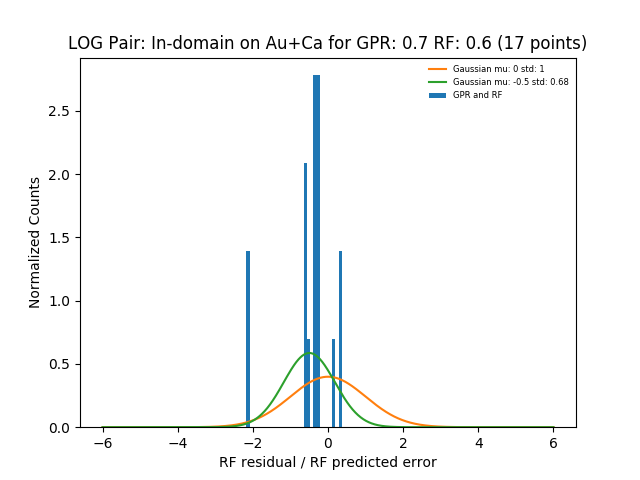 LOG Pair: In-domain on Au+Ca for GPR: 0.7 RF: 0.6 (17 points)
Gaussian mu: 0 std: 1
Gaussian mu: -0.5 std: 0.68
GPR and RF
Normalized Counts
2.5
2.0
1.5
1.0
0.5
0.0
−6 −4 −2 0 2 4 6
RF residual / RF predicted error